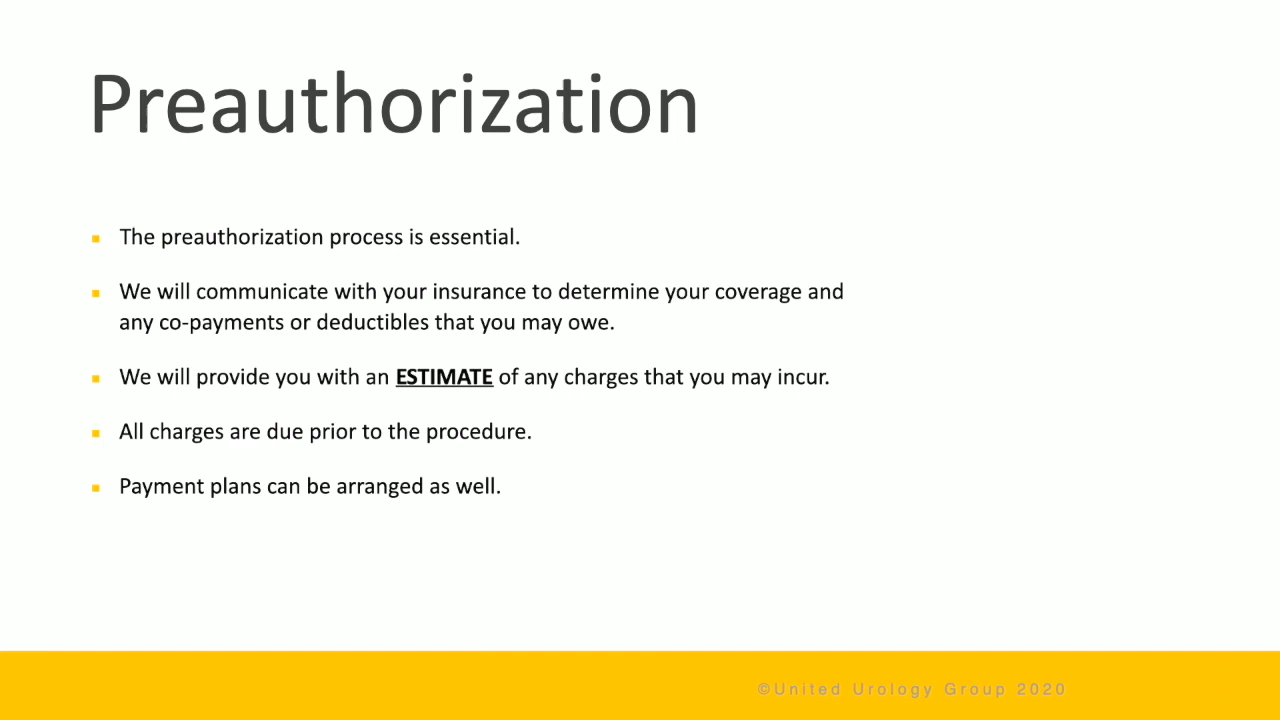 Preauthorization
The preauthorization process is essential.
We will communicate with your insurance to determine your coverage and
any co-payments or deductibles that you may owe.
We will provide you with an ESTIMATE of any charges that you may incur.
All charges are due prior to the procedure.
Payment plans can be arranged as well.
©United Urology Group 2020